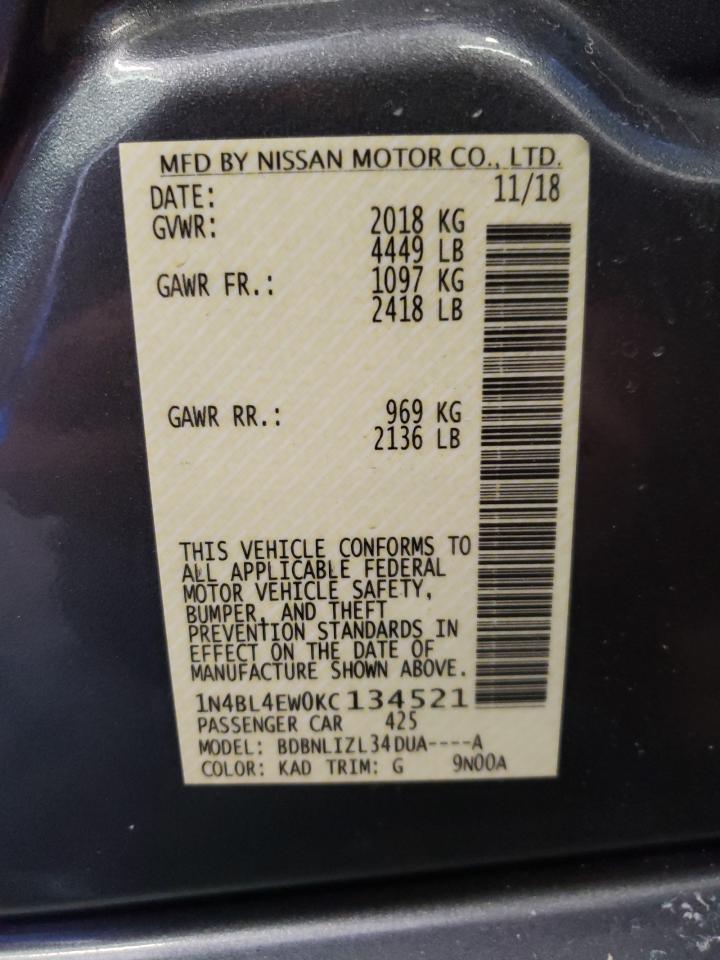 MFD BY NISSAN MOTOR CO., LTD.
DATE: 11/18
GVWR: 2018 KG
4449 LB
GAWR FR.: 1097 KG
2418 LB
GAWR RR.: 969 KG
2136 LB
THIS VEHICLE CONFORMS TO
ALL APPLICABLE FEDERAL
MOTOR VEHICLE SAFETY,
BUMPER, AND THEFT
PREVENTION STANDARDS IN
EFFECT ON THE DATE OF
MANUFACTURE SHOWN ABOVE.
1N4BL4EW0KC134521
PASSENGER CAR 425
MODEL: BDBNLIZL34DUA----A
COLOR: KAD TRIM: G 9N00A